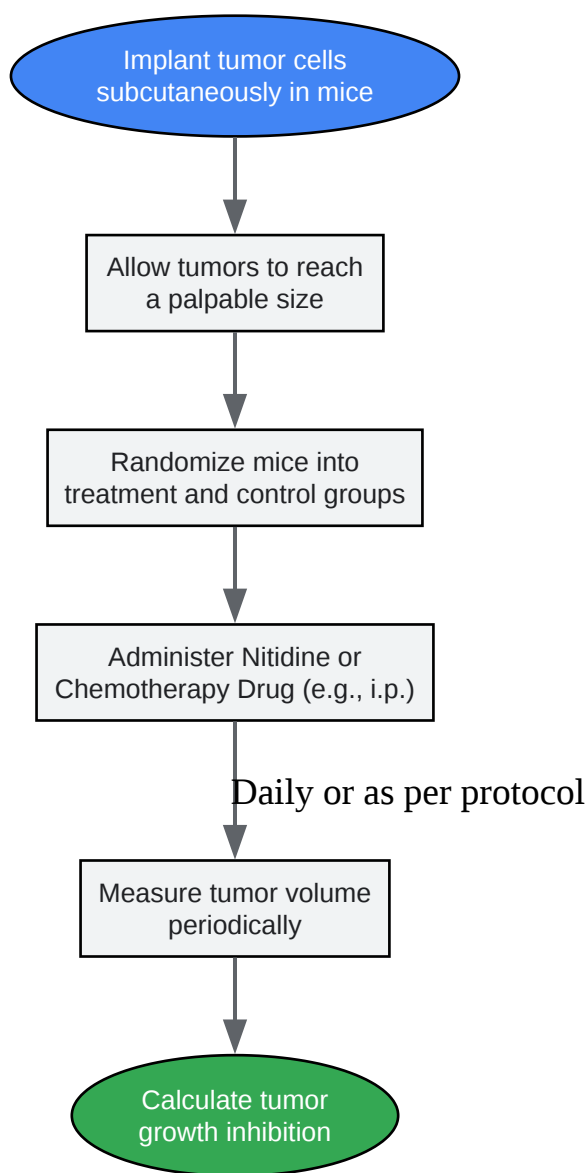 Implant tumor cells
subcutaneously in mice
Allow tumors to reach
a palpable size
Randomize mice into
treatment and control groups
Administer Nitidine or
Chemotherapy Drug (e.g., i.p.)
Daily or as per protocol
Measure tumor volume
periodically
Calculate tumor
growth inhibition